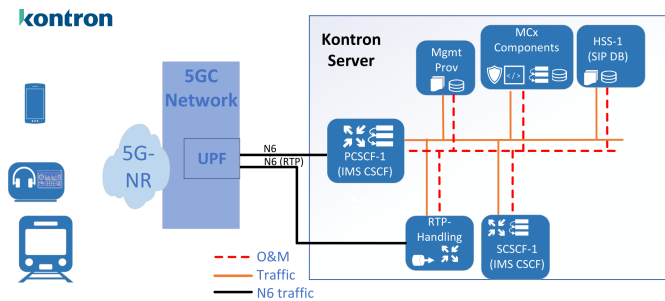 kontron
Kontron
Server
Mgmt
Prov
MCx
Components
</>
HSS-1
(SIP DB)
5GC
Network
5G-
NR
UPF
N6
N6 (RTP)
PCSCF-1
(IMS CSCF)
RTP-
Handling
SCSCF-1
(IMS CSCF)
O&M
Traffic
N6 traffic